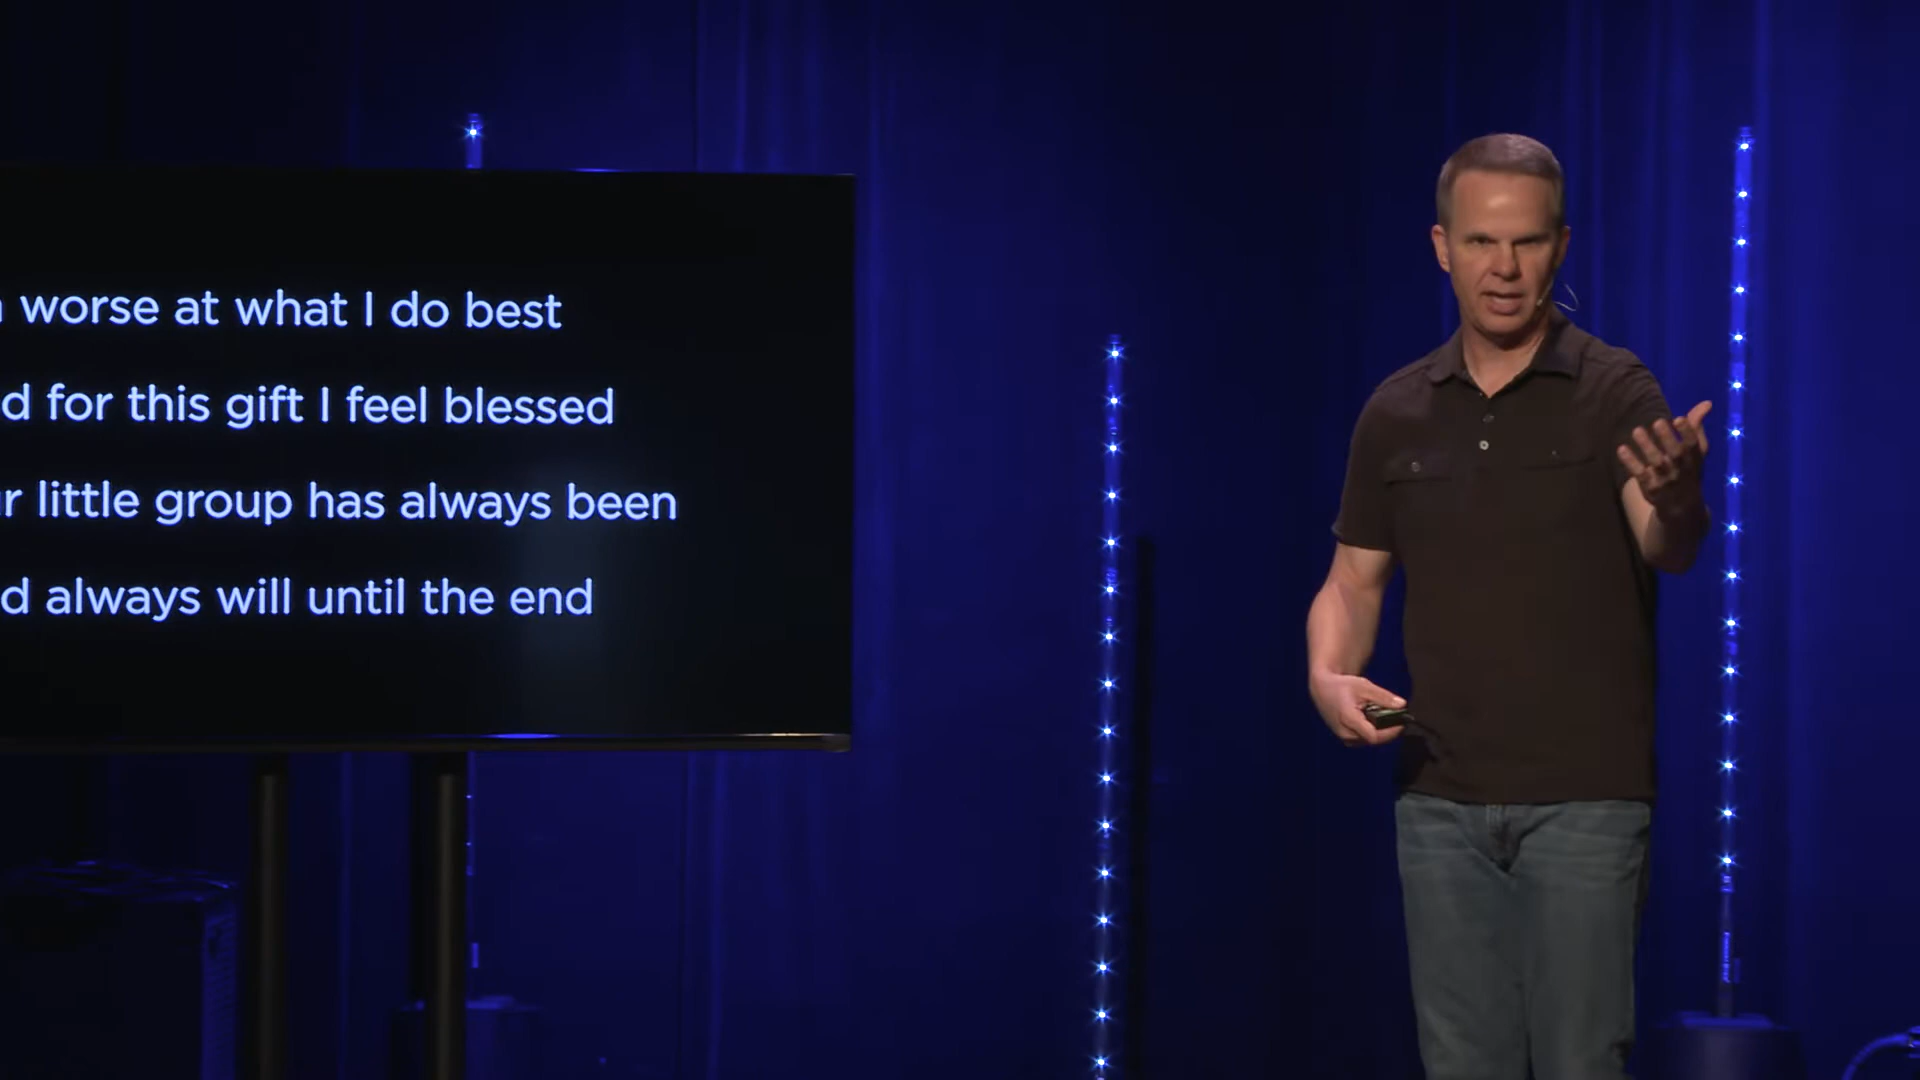 worse at what I do best
d for this gift I feel blessed
r little group has always been
d always will until the end